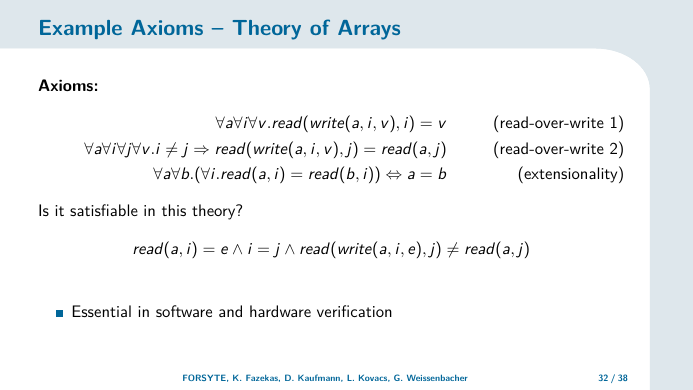 Example Axioms – Theory of Arrays
Axioms:
∀a∀i∀v.read(write(a, i, v), i) = v (read-over-write 1)
∀a∀i∀j∀v.i ≠ j ⇒ read(write(a, i, v), j) = read(a, j) (read-over-write 2)
∀a∀b.(∀i.read(a, i) = read(b, i)) ⇔ a = b (extensionality)
Is it satisfiable in this theory?
read(a, i) = e ∧ i = j ∧ read(write(a, i, e), j) ≠ read(a, j)
Essential in software and hardware verification
FORSYTE, K. Fazekas, D. Kaufmann, L. Kovacs, G. Weissenbacher 32 / 38